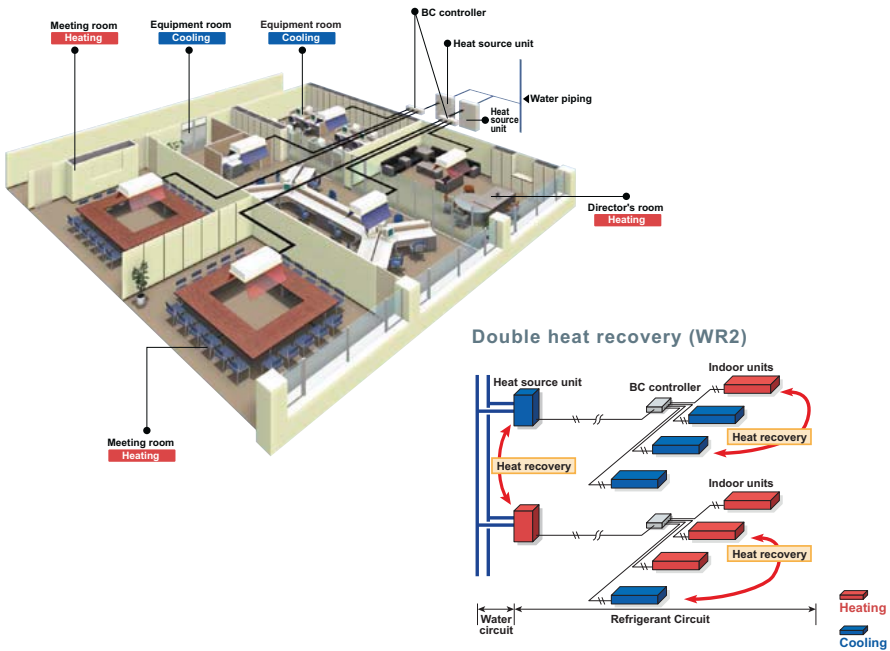 Meeting room
Heating
Equipment room
Cooling
Equipment room
Cooling
BC controller
Heat source unit
Water piping
Heat
source
unit
Director's room
Heating
Meeting room
Heating
Double heat recovery (WR2)
Heat source unit
BC controller
Indoor units
Heat recovery
Heat recovery
Indoor units
Heat recovery
Water
circuit
Refrigerant Circuit
Heating
Cooling